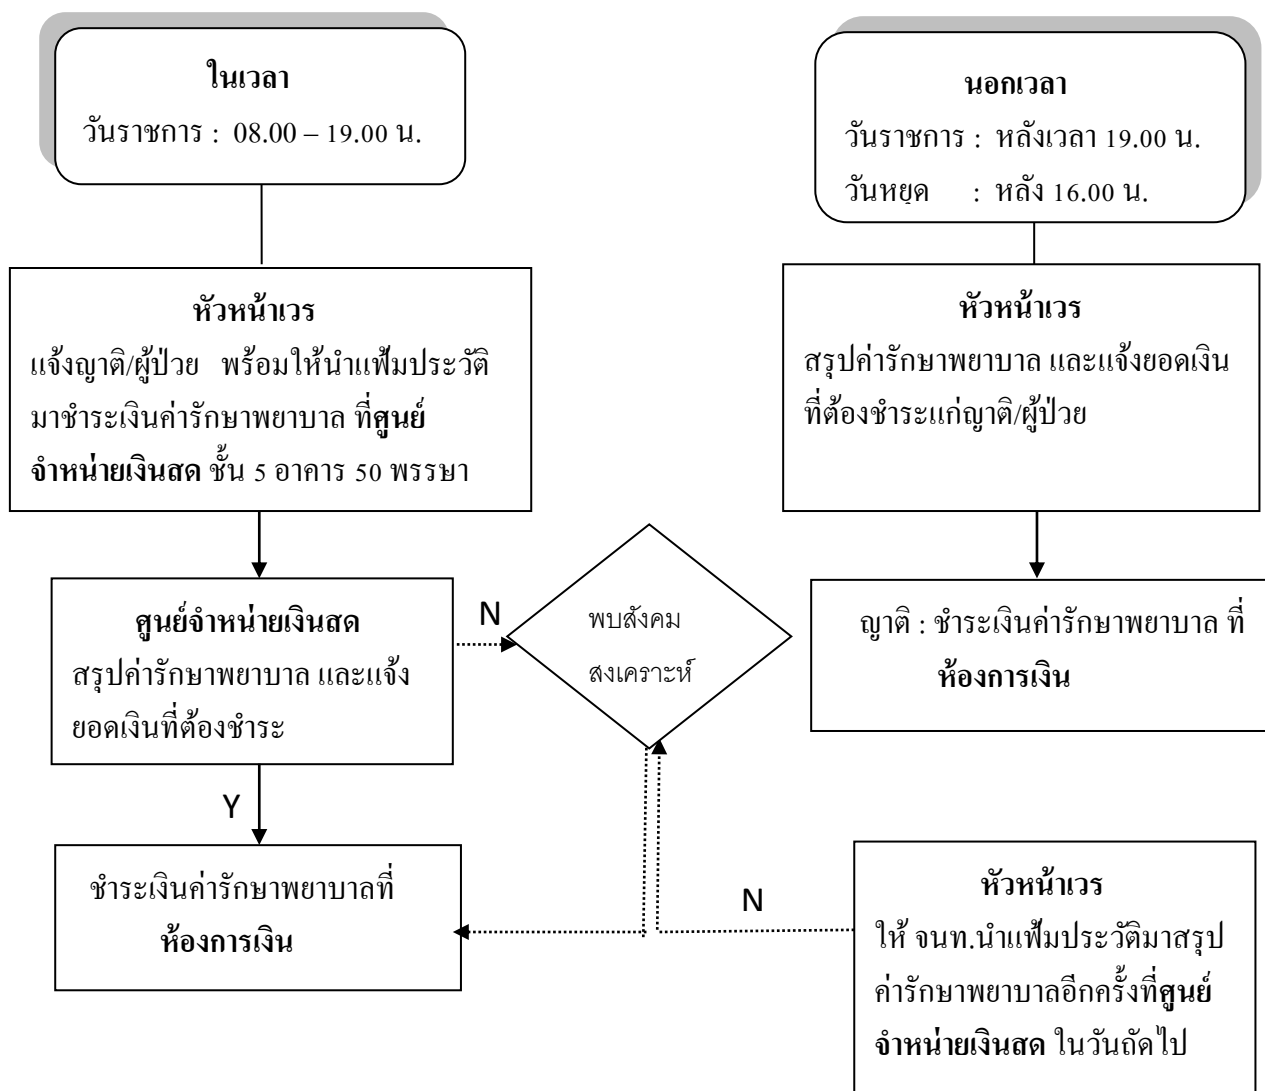 ในเวลา
วันราชการ : 08.00 – 19.00 น.
นอกเวลา
วันราชการ : หลังเวลา 19.00 น.
วันหยุด : หลัง 16.00 น.
หัวหน้าเวร
แจ้งญาติ/ผู้ป่วย พร้อมให้นำแฟ้มประวัติ
มาชำระเงินค่ารักษาพยาบาล ที่ศูนย์
จำหน่ายเงินสด ชั้น 5 อาคาร 50 พรรษา
หัวหน้าเวร
สรุปค่ารักษาพยาบาล และแจ้งยอดเงิน
ที่ต้องชำระแก่ญาติ/ผู้ป่วย
ศูนย์จำหน่ายเงินสด
สรุปค่ารักษาพยาบาล และแจ้ง
ยอดเงินที่ต้องชำระ
N
พบสังคม
สงเคราะห์
ญาติ : ชำระเงินค่ารักษาพยาบาล ที่
ห้องการเงิน
Y
ชำระเงินค่ารักษาพยาบาลที่
ห้องการเงิน
N
หัวหน้าเวร
ให้ จนท.นำแฟ้มประวัติมาสรุป
ค่ารักษาพยาบาลอีกครั้งที่ศูนย์
จำหน่ายเงินสด ในวันถัดไป